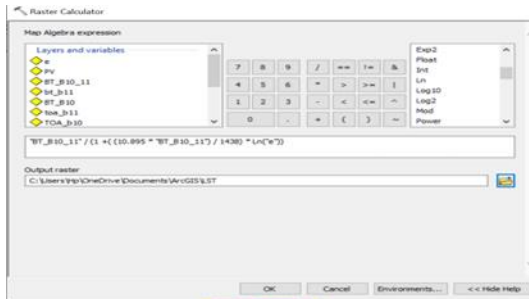 Raster Calculator
Map Algebra expression
Layers and variables
e
PV
BT_B10_11
bt_b11
BT_B10
toa_b11
TOA_b10
7 8 9 / == != &
4 5 6 * > >= |
1 2 3 - < <= ^
0 . + ( ) ~
Exp2
Float
Int
Ln
Log10
Log2
Mod
Power
"BT_B10_11" / (1 +( (10.895 * "BT_B10_11") / 1438) * Ln("e"))
Output raster
C:\Users\Hp\OneDrive\Documents\ArcGIS\LST
OK Cancel Environments... << Hide Help